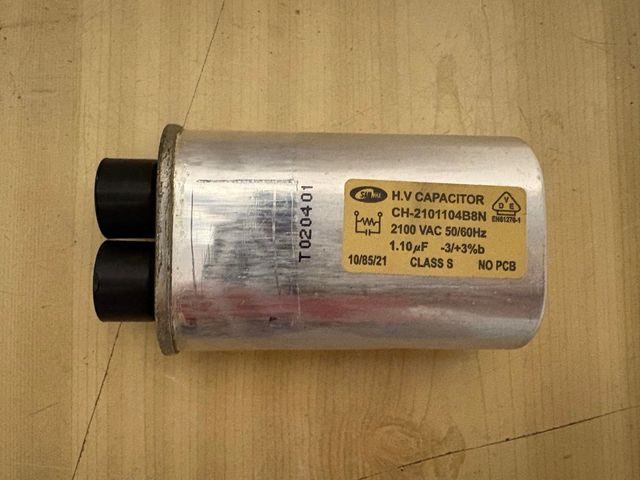 T020401
H.V CAPACITOR
CH-2101104B8N
2100 VAC 50/60Hz
1.10µF -3/+3%b
10/85/21 CLASS S NO PCB
VDE
EN61270-1